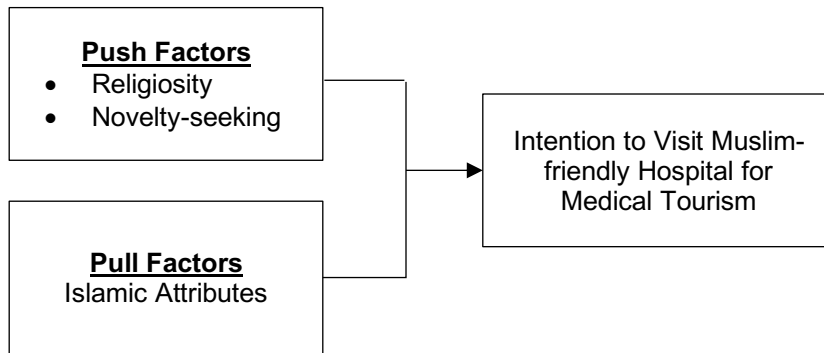 Push Factors
• Religiosity
• Novelty-seeking
Pull Factors
Islamic Attributes
Intention to Visit Muslim-
friendly Hospital for
Medical Tourism